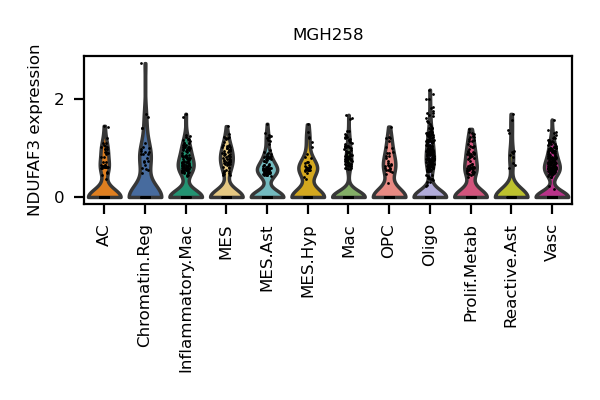 MGH258
NDUFAF3 expression
2
0
AC
Chromatin.Reg
Inflammatory.Mac
MES
MES.Ast
MES.Hyp
Mac
OPC
Oligo
Prolif.Metab
Reactive.Ast
Vasc